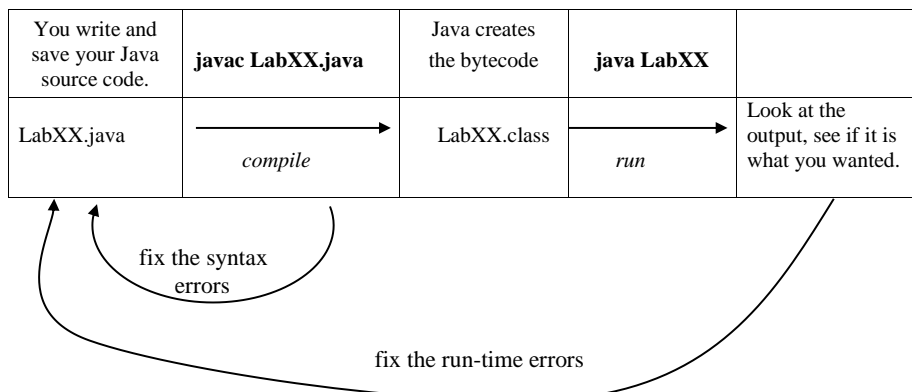 You write and
save your Java
source code.
javac LabXX.java
Java creates
the bytecode
java LabXX
LabXX.java
compile
LabXX.class
run
Look at the
output, see if it is
what you wanted.
fix the syntax
errors
fix the run-time errors